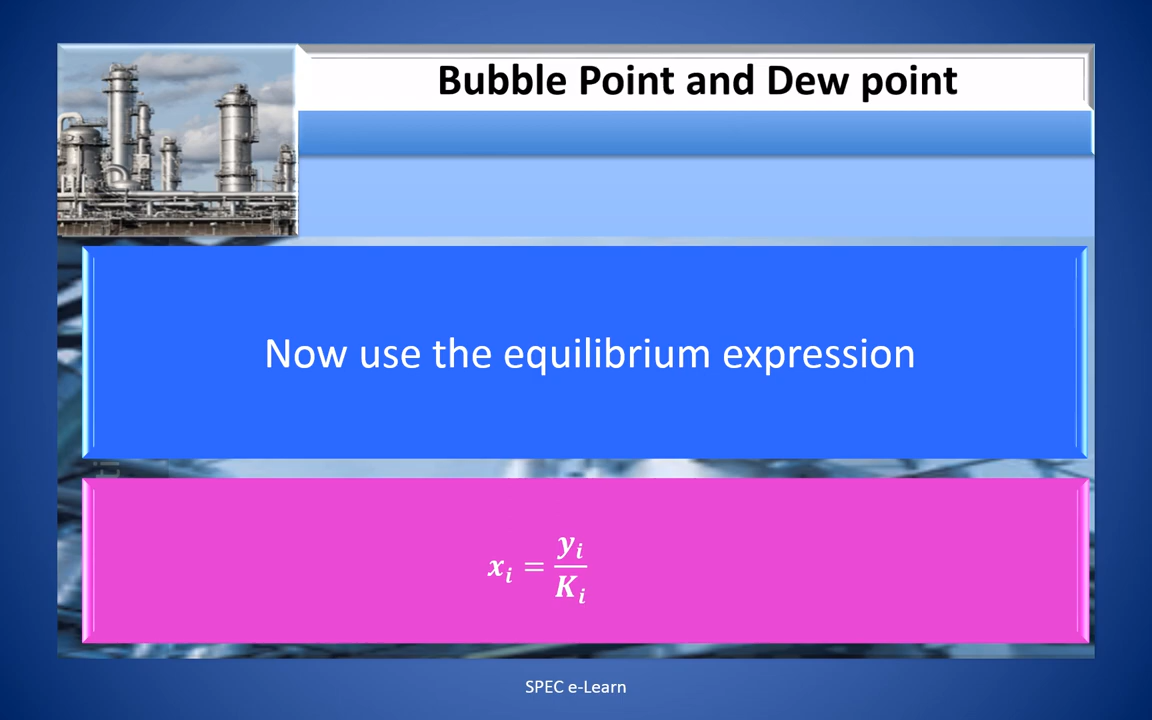 Bubble Point and Dew point
Now use the equilibrium expression
xᵢ = yᵢ / Kᵢ
SPEC e-Learn